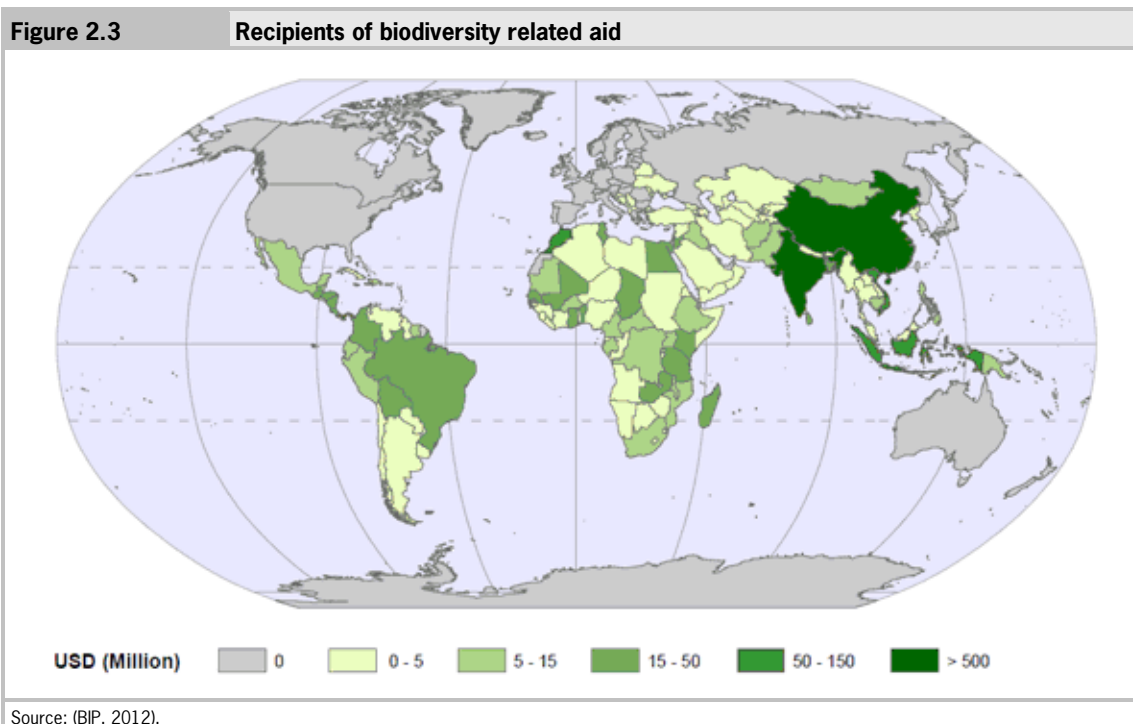 Figure 2.3 Recipients of biodiversity related aid
USD (Million) 0 0 - 5 5 - 15 15 - 50 50 - 150 > 500
Source: (BIP, 2012).